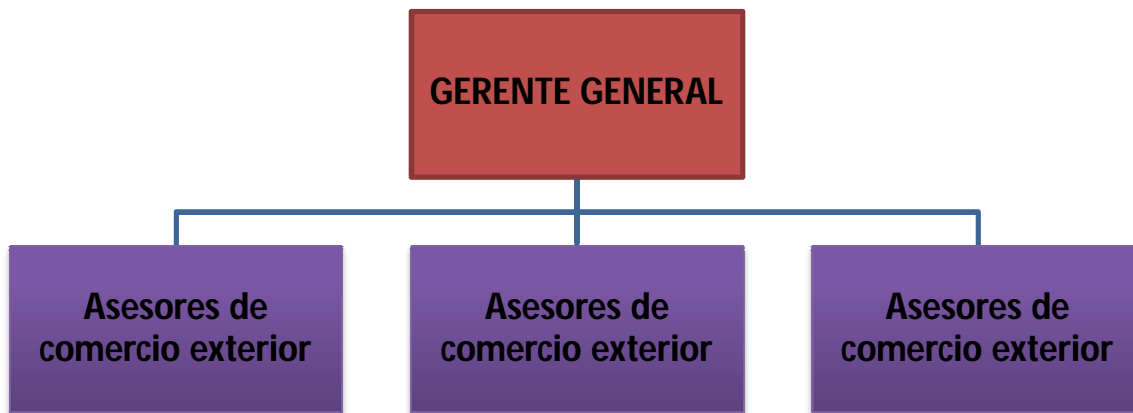 GERENTE GENERAL
Asesores de
comercio exterior
Asesores de
comercio exterior
Asesores de
comercio exterior